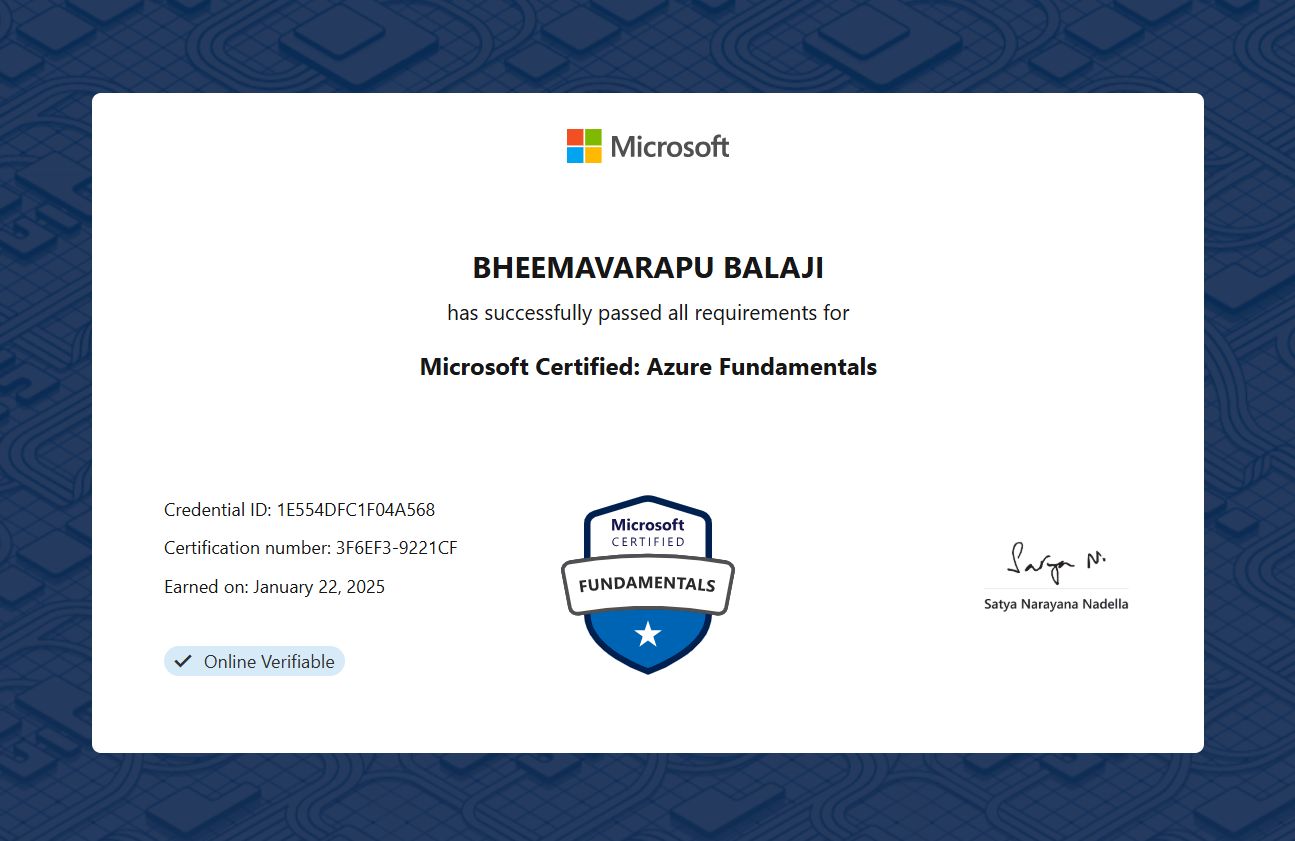 Microsoft
BHEEMAVARAPU BALAJI
has successfully passed all requirements for
Microsoft Certified: Azure Fundamentals
Credential ID: 1E554DFC1F04A568
Certification number: 3F6EF3-9221CF
Earned on: January 22, 2025
Online Verifiable
Microsoft
CERTIFIED
FUNDAMENTALS
Satya N.
Satya Narayana Nadella